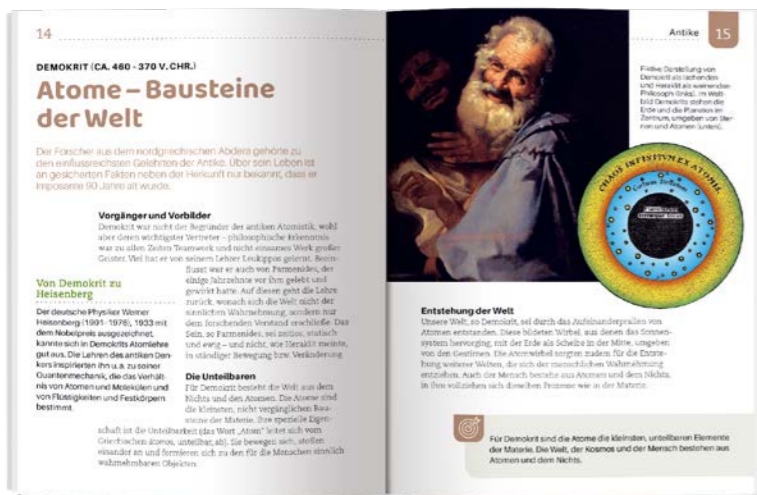 14
DEMOKRIT (CA. 460 - 370 V. CHR.)
Atome – Bausteine
der Welt
Der Forscher aus dem nordgriechischen Abdera gehörte zu
den einflussreichsten Gelehrten der Antike. Über sein Leben ist
an gesicherten Fakten neben der Herkunft nur bekannt, dass er
imposante 90 Jahre alt wurde.
Vorgänger und Vorbilder
Demokrit war nicht der Begründer der antiken Atomistik, wohl
aber deren wichtigster Vertreter – philosophische Erkenntnis
war zu allen Zeiten Teamwork und nicht einsames Werk großer
Geister. Viel hat er von seinem Lehrer Leukippos gelernt. Beein-
flusst war er auch von Parmenides, der
einige Jahrzehnte vor ihm gelebt und
gewirkt hatte. Auf diesen geht die Lehre
zurück, wonach sich die Welt nicht der
sinnlichen Wahrnehmung, sondern nur
dem forschenden Verstand erschließe. Das
Sein, so Parmenides, sei zeitlos, statisch
und ewig – und nicht, wie Heraklit meinte,
in ständiger Bewegung bzw. Veränderung.
Von Demokrit zu
Heisenberg
Der deutsche Physiker Werner
Heisenberg (1901–1976), 1933 mit
dem Nobelpreis ausgezeichnet,
kannte sich in Demokrits Atomlehre
gut aus. Die Lehren des antiken Den-
kers inspirierten ihn u. a. zu seiner
Quantenmechanik, die das Verhält-
nis von Atomen und Molekülen und
von Flüssigkeiten und Festkörpern
bestimmt.
Die Unteilbaren
Für Demokrit besteht die Welt aus dem
Nichts und den Atomen. Die Atome sind
die kleinsten, nicht vergänglichen Bau-
steine der Materie. Ihre spezielle Eigen-
schaft ist die Unteilbarkeit (das Wort „Atom“ leitet sich vom
Griechischen átomos, unteilbar, ab). Sie bewegen sich, stoßen
einander an und formieren sich zu den für die Menschen sinnlich
wahrnehmbaren Objekten.
Antike 15
Fiktive Darstellung von
Demokrit als lachenden
und Heraklit als weinenden
Philosoph (links). Im Welt-
bild Demokrits stehen die
Erde und die Planeten im
Zentrum, umgeben von Ster-
nen und Atomen (unten).
CHAOS INFINITUM EX ATOMIS
Entstehung der Welt
Unsere Welt, so Demokrit, sei durch das Aufeinanderprallen von
Atomen entstanden. Diese bildeten Wirbel, aus denen das Sonnen-
system hervorging, mit der Erde als Scheibe in der Mitte, umgeben
von den Gestirnen. Die Atomwirbel sorgten zudem für die Entste-
hung weiterer Welten, die sich der menschlichen Wahrnehmung
entziehen. Auch der Mensch bestehe aus Atomen und dem Nichts,
in ihm vollziehen sich dieselben Prozesse wie in der Materie.
Für Demokrit sind die Atome die kleinsten, unteilbaren Elemente
der Materie. Die Welt, der Kosmos und der Mensch bestehen aus
Atomen und dem Nichts.